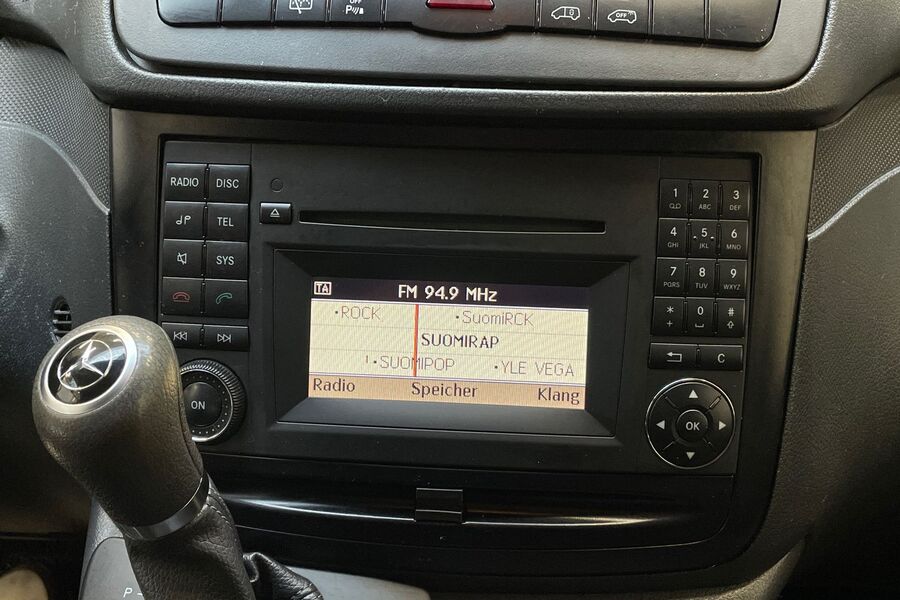 OFF
P
OFF
RADIO DISC
TEL
SYS
ON
TA FM 94.9 MHz
•ROCK •SuomiRCK
SUOMIRAP
1•SUOMIPOP •YLE VEGA
Radio Speicher Klang
1 2 ABC 3 DEF
4 GHI 5 JKL 6 MNO
7 PQRS 8 TUV 9 WXYZ
* 0 #
+
C
OK
P